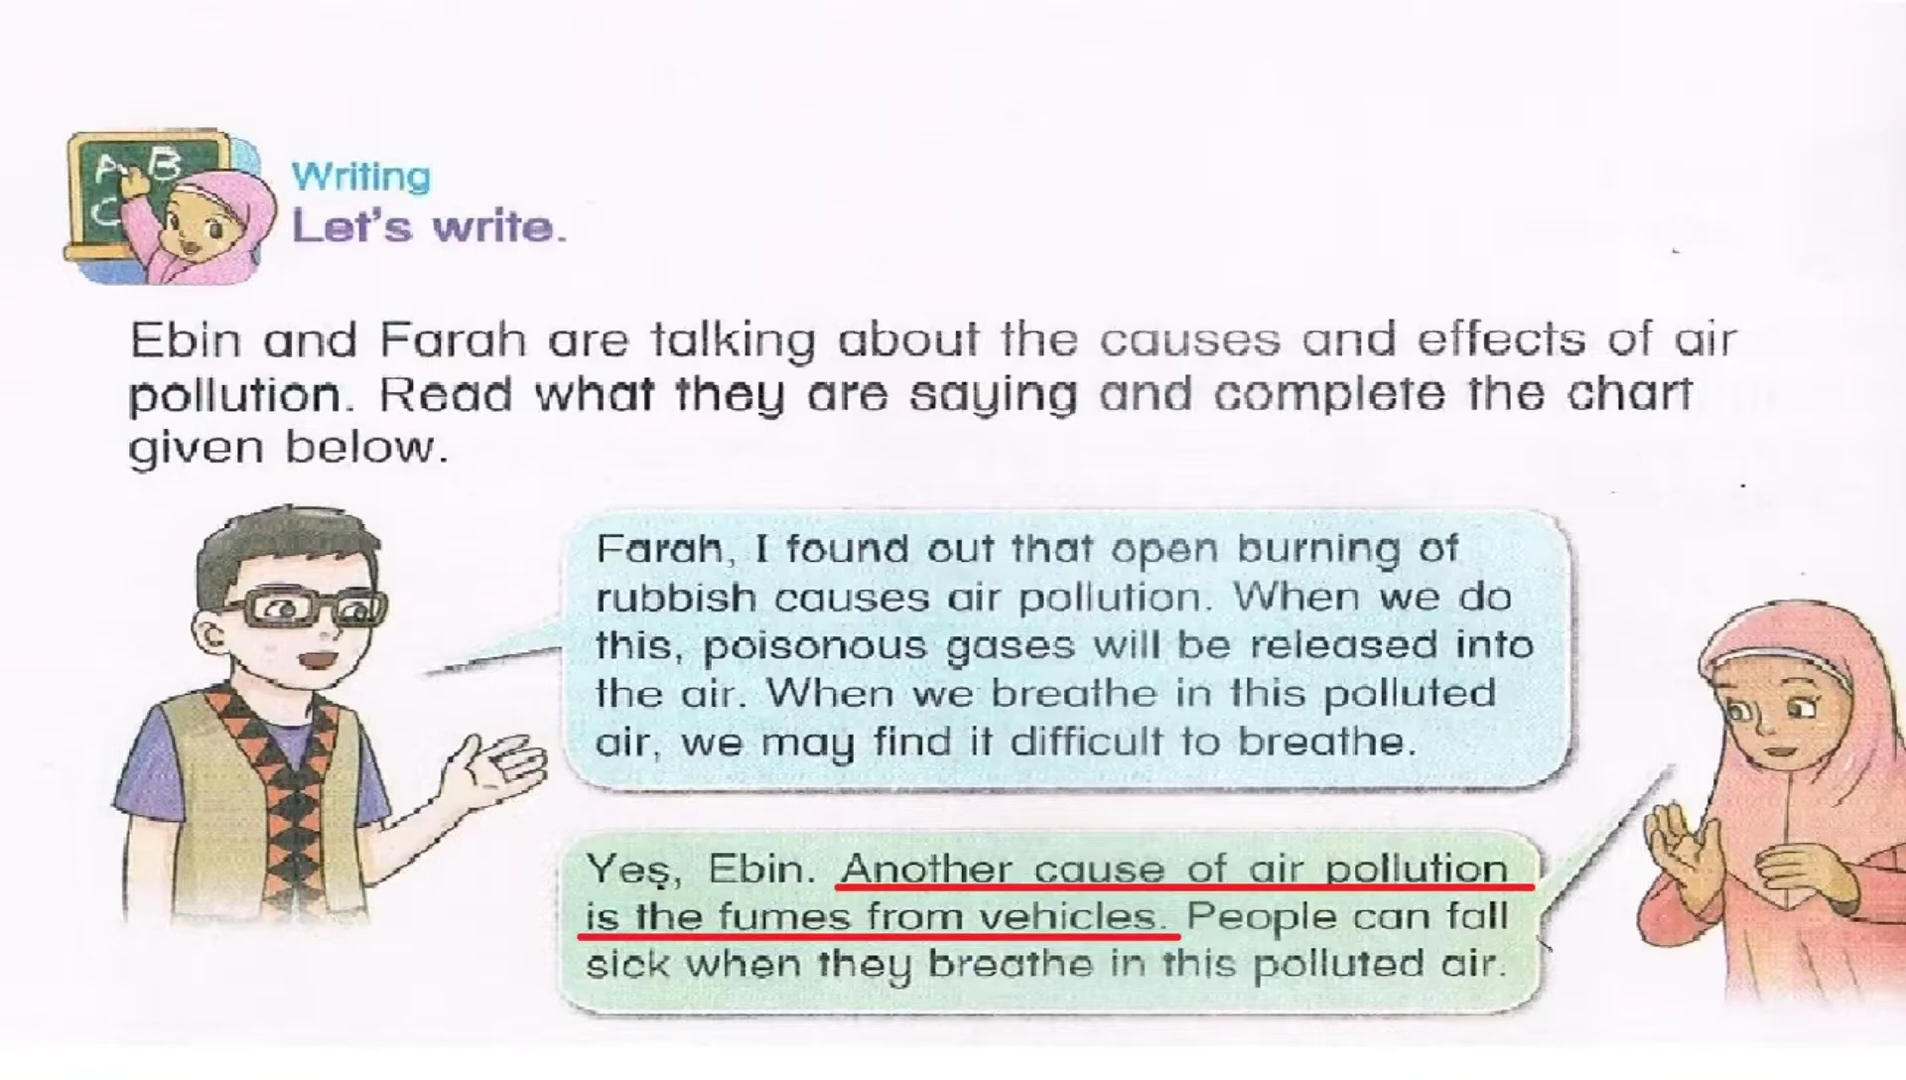 A B
C
Writing
Let's write.
Ebin and Farah are talking about the causes and effects of air
pollution. Read what they are saying and complete the chart
given below.
Farah, I found out that open burning of
rubbish causes air pollution. When we do
this, poisonous gases will be released into
the air. When we breathe in this polluted
air, we may find it difficult to breathe.
Yes, Ebin. Another cause of air pollution
is the fumes from vehicles. People can fall
sick when they breathe in this polluted air.